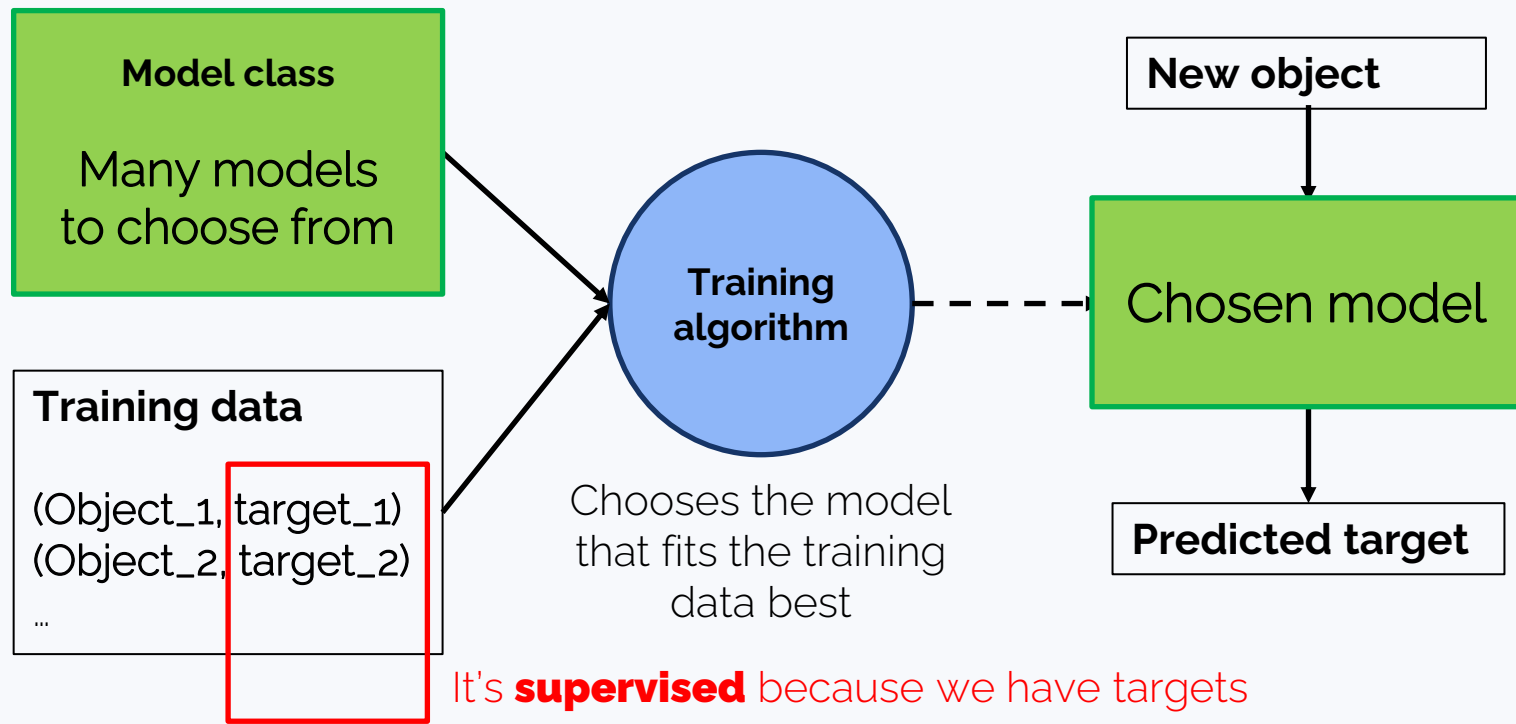 Model class
Many models
to choose from
Training data
(Object_1, target_1)
(Object_2, target_2)
...
Training
algorithm
Chooses the model
that fits the training
data best
It's supervised because we have targets
New object
Chosen model
Predicted target